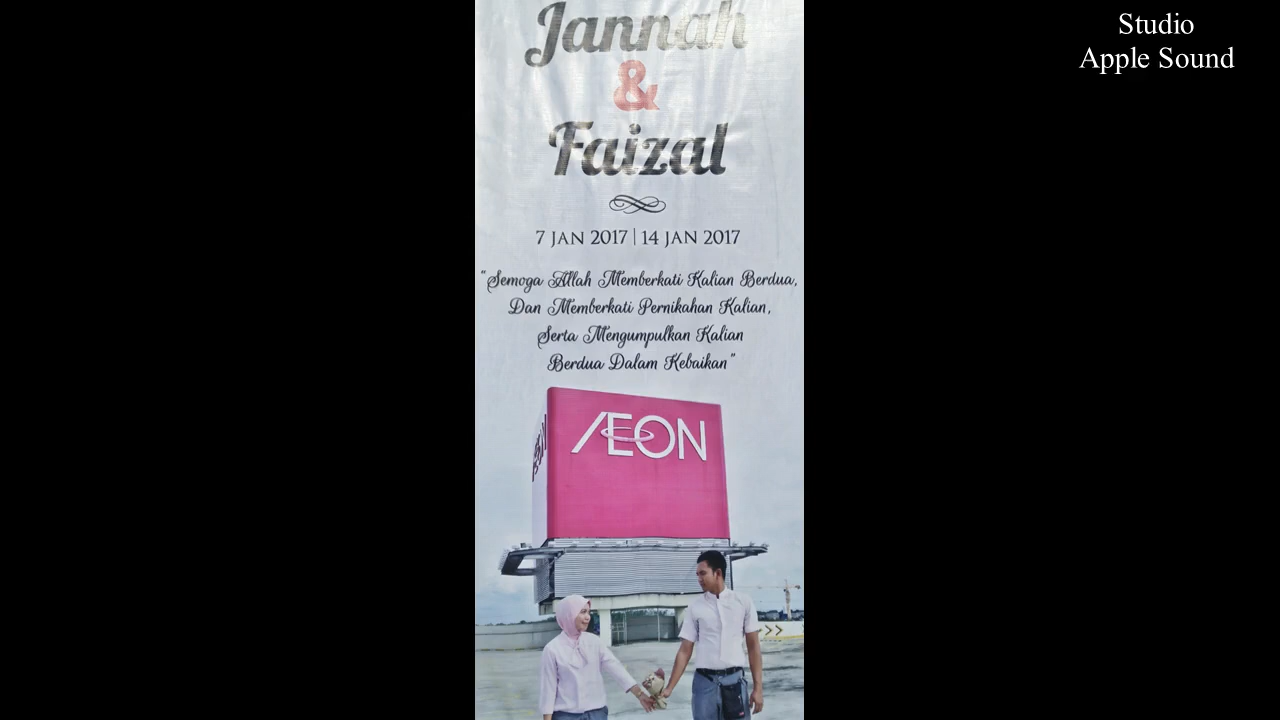 Studio
Apple Sound
Jannah
&
Faizal
7 JAN 2017 | 14 JAN 2017
"Semoga Allah Memberkati Kalian Berdua,
Dan Memberkati Pernikahan Kalian,
Serta Mengumpulkan Kalian
Berdua Dalam Kebaikan"
ÆON